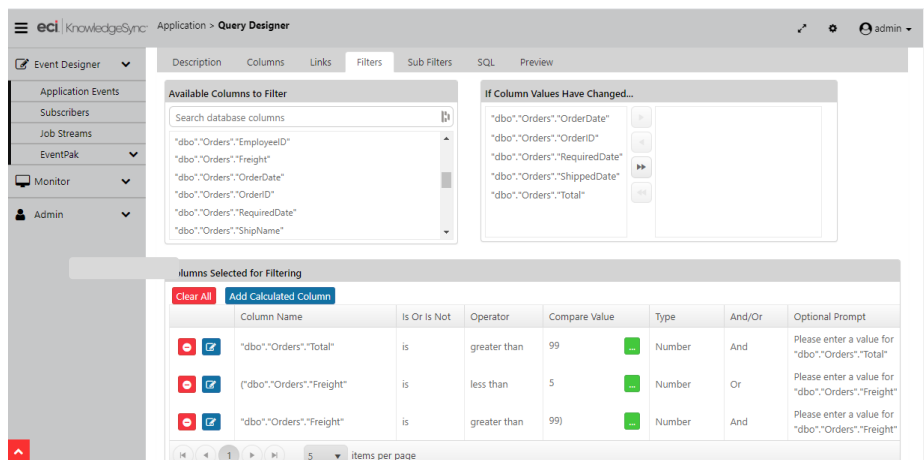 eci KnowledgeSync
Application > Query Designer
admin
Event Designer
Application Events
Subscribers
Job Streams
EventPak
Monitor
Admin
Description Columns Links Filters Sub Filters SQL Preview
Available Columns to Filter
Search database columns
"dbo"."Orders"."EmployeeID"
"dbo"."Orders"."Freight"
"dbo"."Orders"."OrderDate"
"dbo"."Orders"."OrderID"
"dbo"."Orders"."RequiredDate"
"dbo"."Orders"."ShipName"
If Column Values Have Changed...
"dbo"."Orders"."OrderDate"
"dbo"."Orders"."OrderID"
"dbo"."Orders"."RequiredDate"
"dbo"."Orders"."ShippedDate"
"dbo"."Orders"."Total"
olumns Selected for Filtering
Clear All Add Calculated Column
Column Name Is Or Is Not Operator Compare Value Type And/Or Optional Prompt
"dbo"."Orders"."Total" is greater than 99 ... Number And Please enter a value for
"dbo"."Orders"."Total"
("dbo"."Orders"."Freight" is less than 5 ... Number Or Please enter a value for
"dbo"."Orders"."Freight"
"dbo"."Orders"."Freight" is greater than 99) ... Number And Please enter a value for
"dbo"."Orders"."Freight"
1 5 items per page